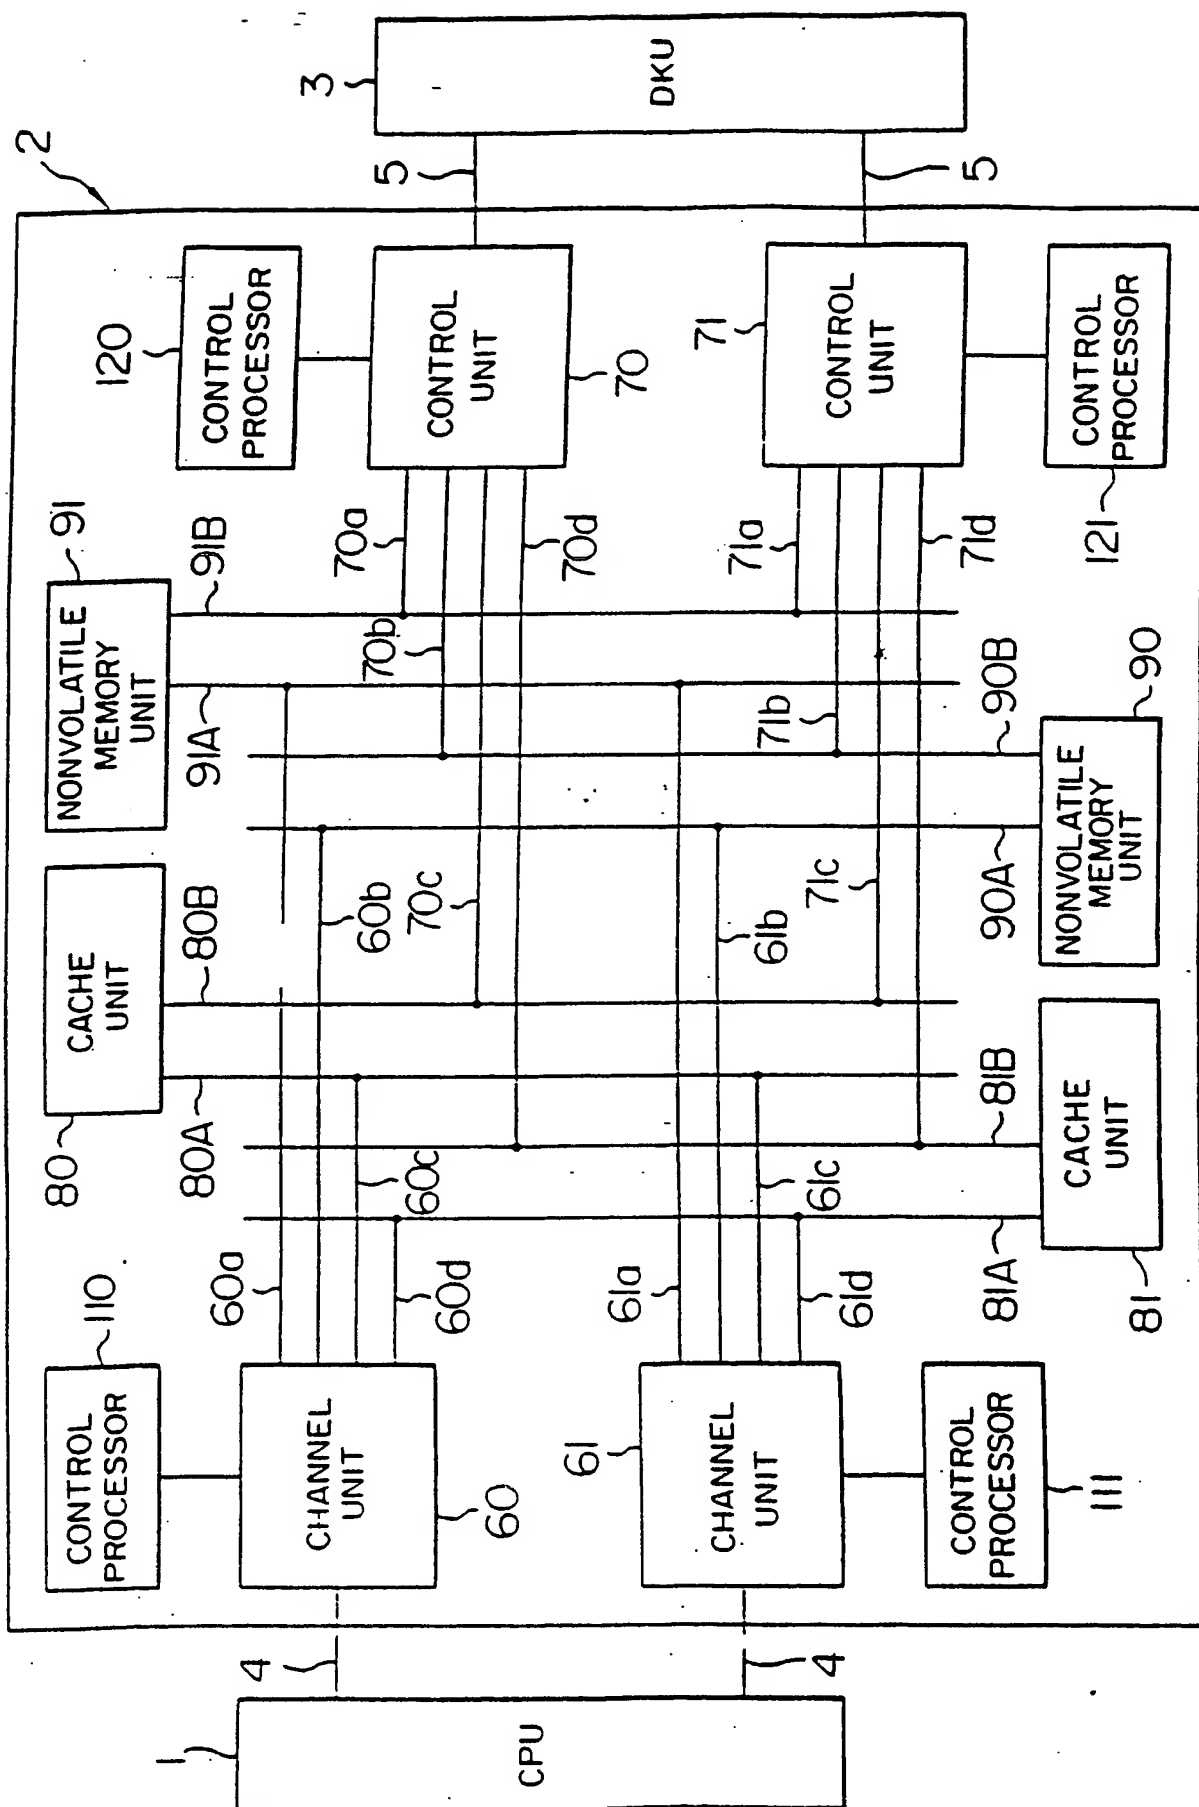 2
3
DKU
5
5
120
CONTROL
PROCESSOR
CONTROL
UNIT
70
71
CONTROL
UNIT
CONTROL
PROCESSOR
121
91
NONVOLATILE
MEMORY
UNIT
91B
91A
70a
70b
70c
70d
71a
71b
71c
71d
90B
90A
NONVOLATILE
MEMORY
UNIT
90
80
CACHE
UNIT
80B
80A
60a
60b
60c
60d
61a
61b
61c
61d
81B
81A
CACHE
UNIT
81
110
CONTROL
PROCESSOR
CHANNEL
UNIT
60
61
CHANNEL
UNIT
CONTROL
PROCESSOR
111
4
4
1
CPU